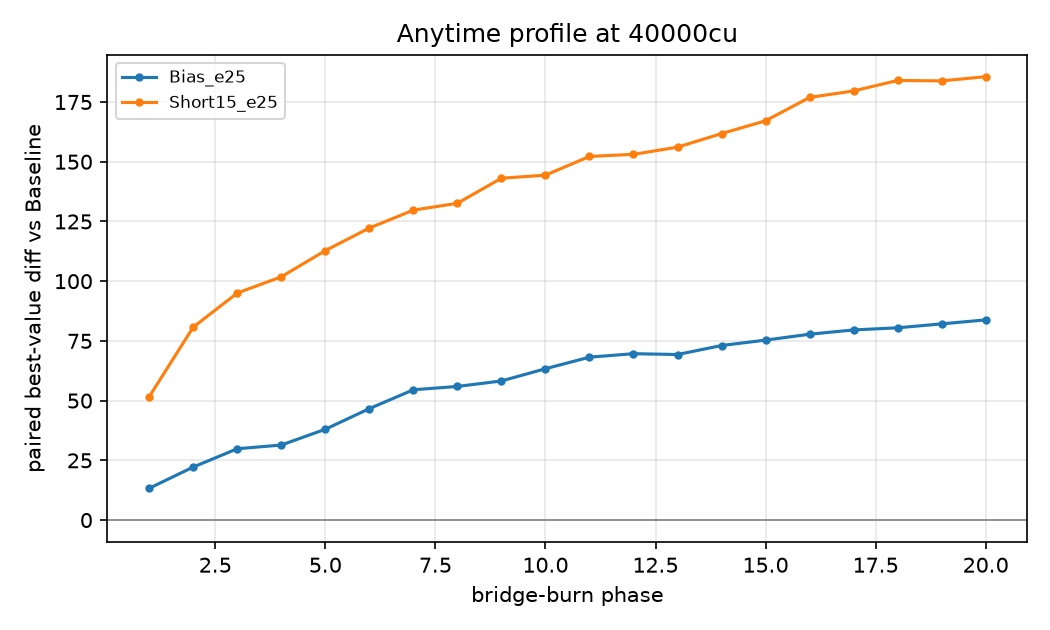 Anytime profile at 40000cu
Bias_e25
Short15_e25
paired best-value diff vs Baseline
175
150
125
100
75
50
25
0
2.5 5.0 7.5 10.0 12.5 15.0 17.5 20.0
bridge-burn phase